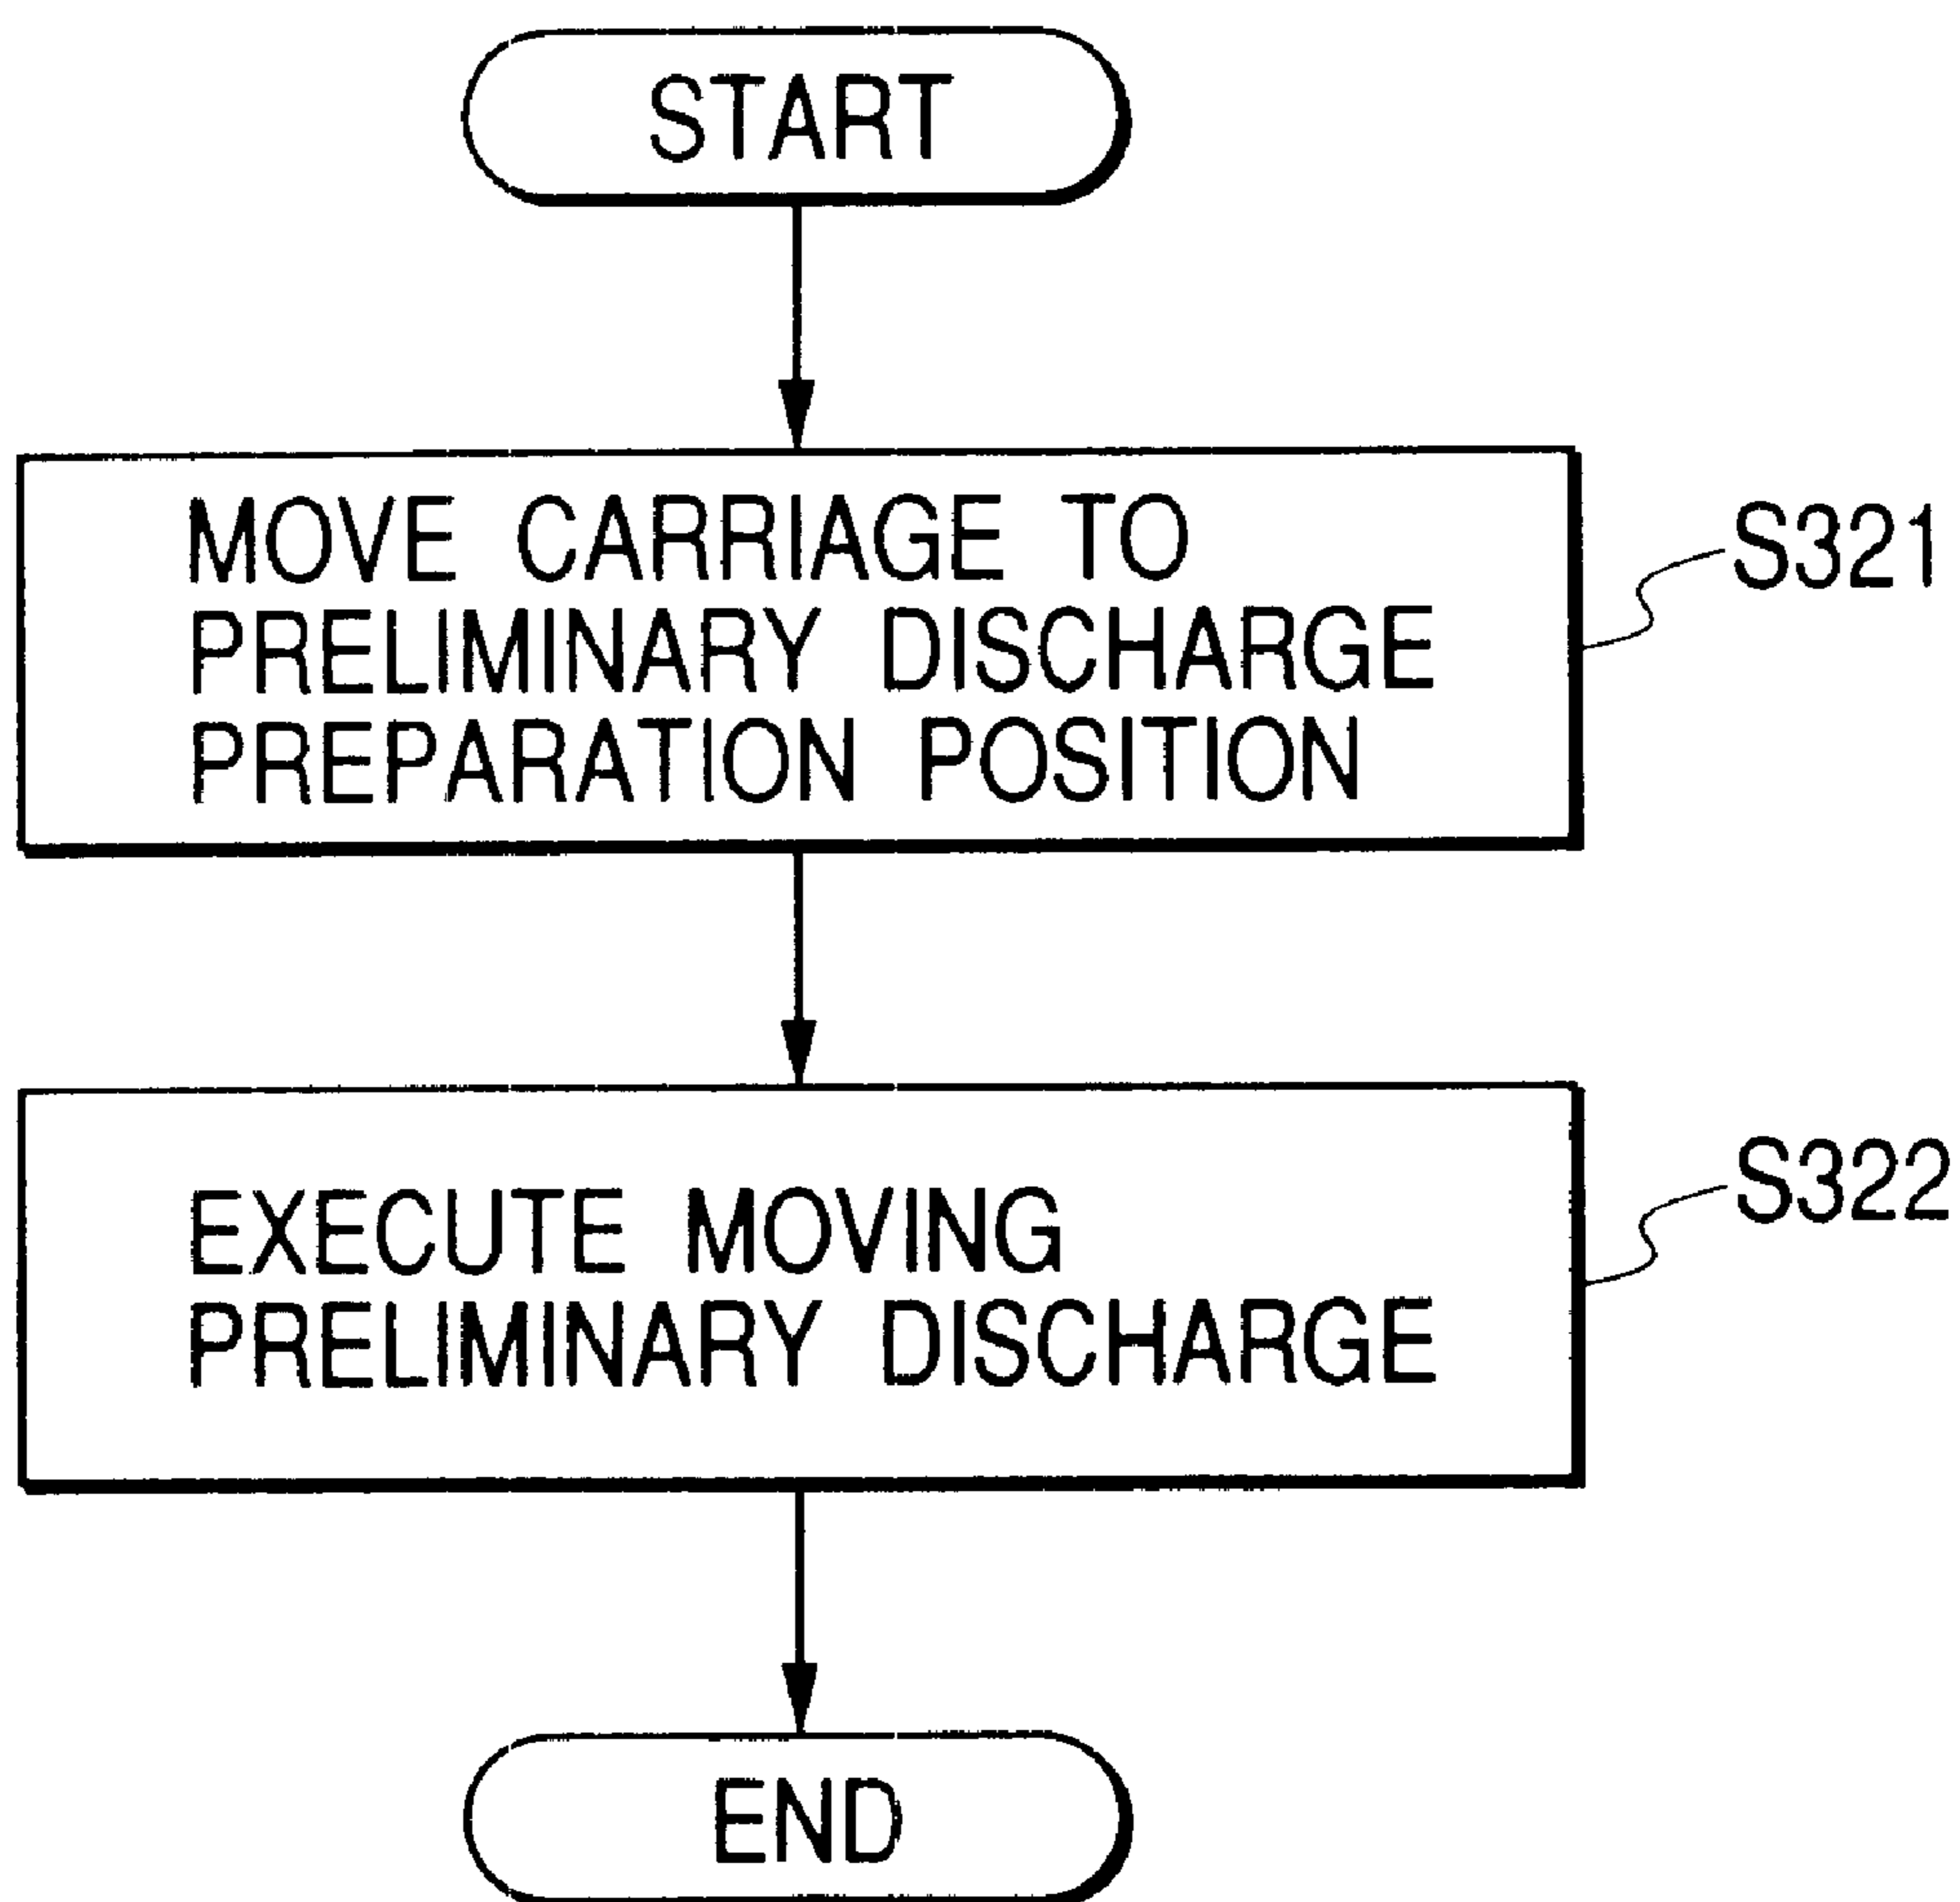 START
MOVE CARRIAGE TO
PRELIMINARY DISCHARGE
PREPARATION POSITION
S321
EXECUTE MOVING
PRELIMINARY DISCHARGE
S322
END